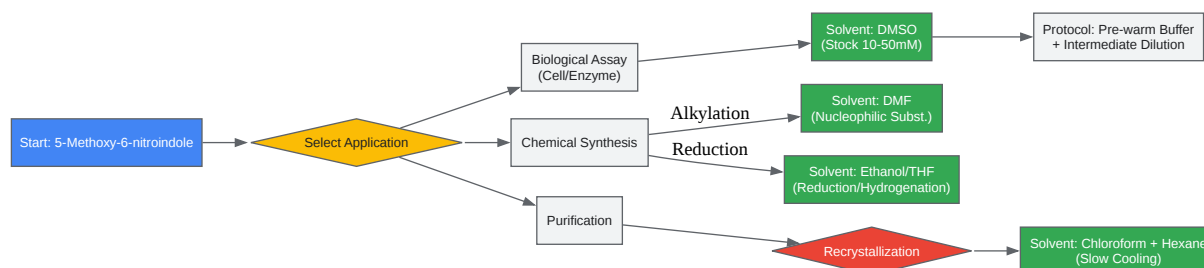 Start: 5-Methoxy-6-nitroindole
Select Application
Biological Assay
(Cell/Enzyme)
Solvent: DMSO
(Stock 10-50mM)
Protocol: Pre-warm Buffer
+ Intermediate Dilution
Chemical Synthesis
Alkylation
Solvent: DMF
(Nucleophilic Subst.)
Reduction
Solvent: Ethanol/THF
(Reduction/Hydrogenation)
Purification
Recrystallization
Solvent: Chloroform + Hexane
(Slow Cooling)